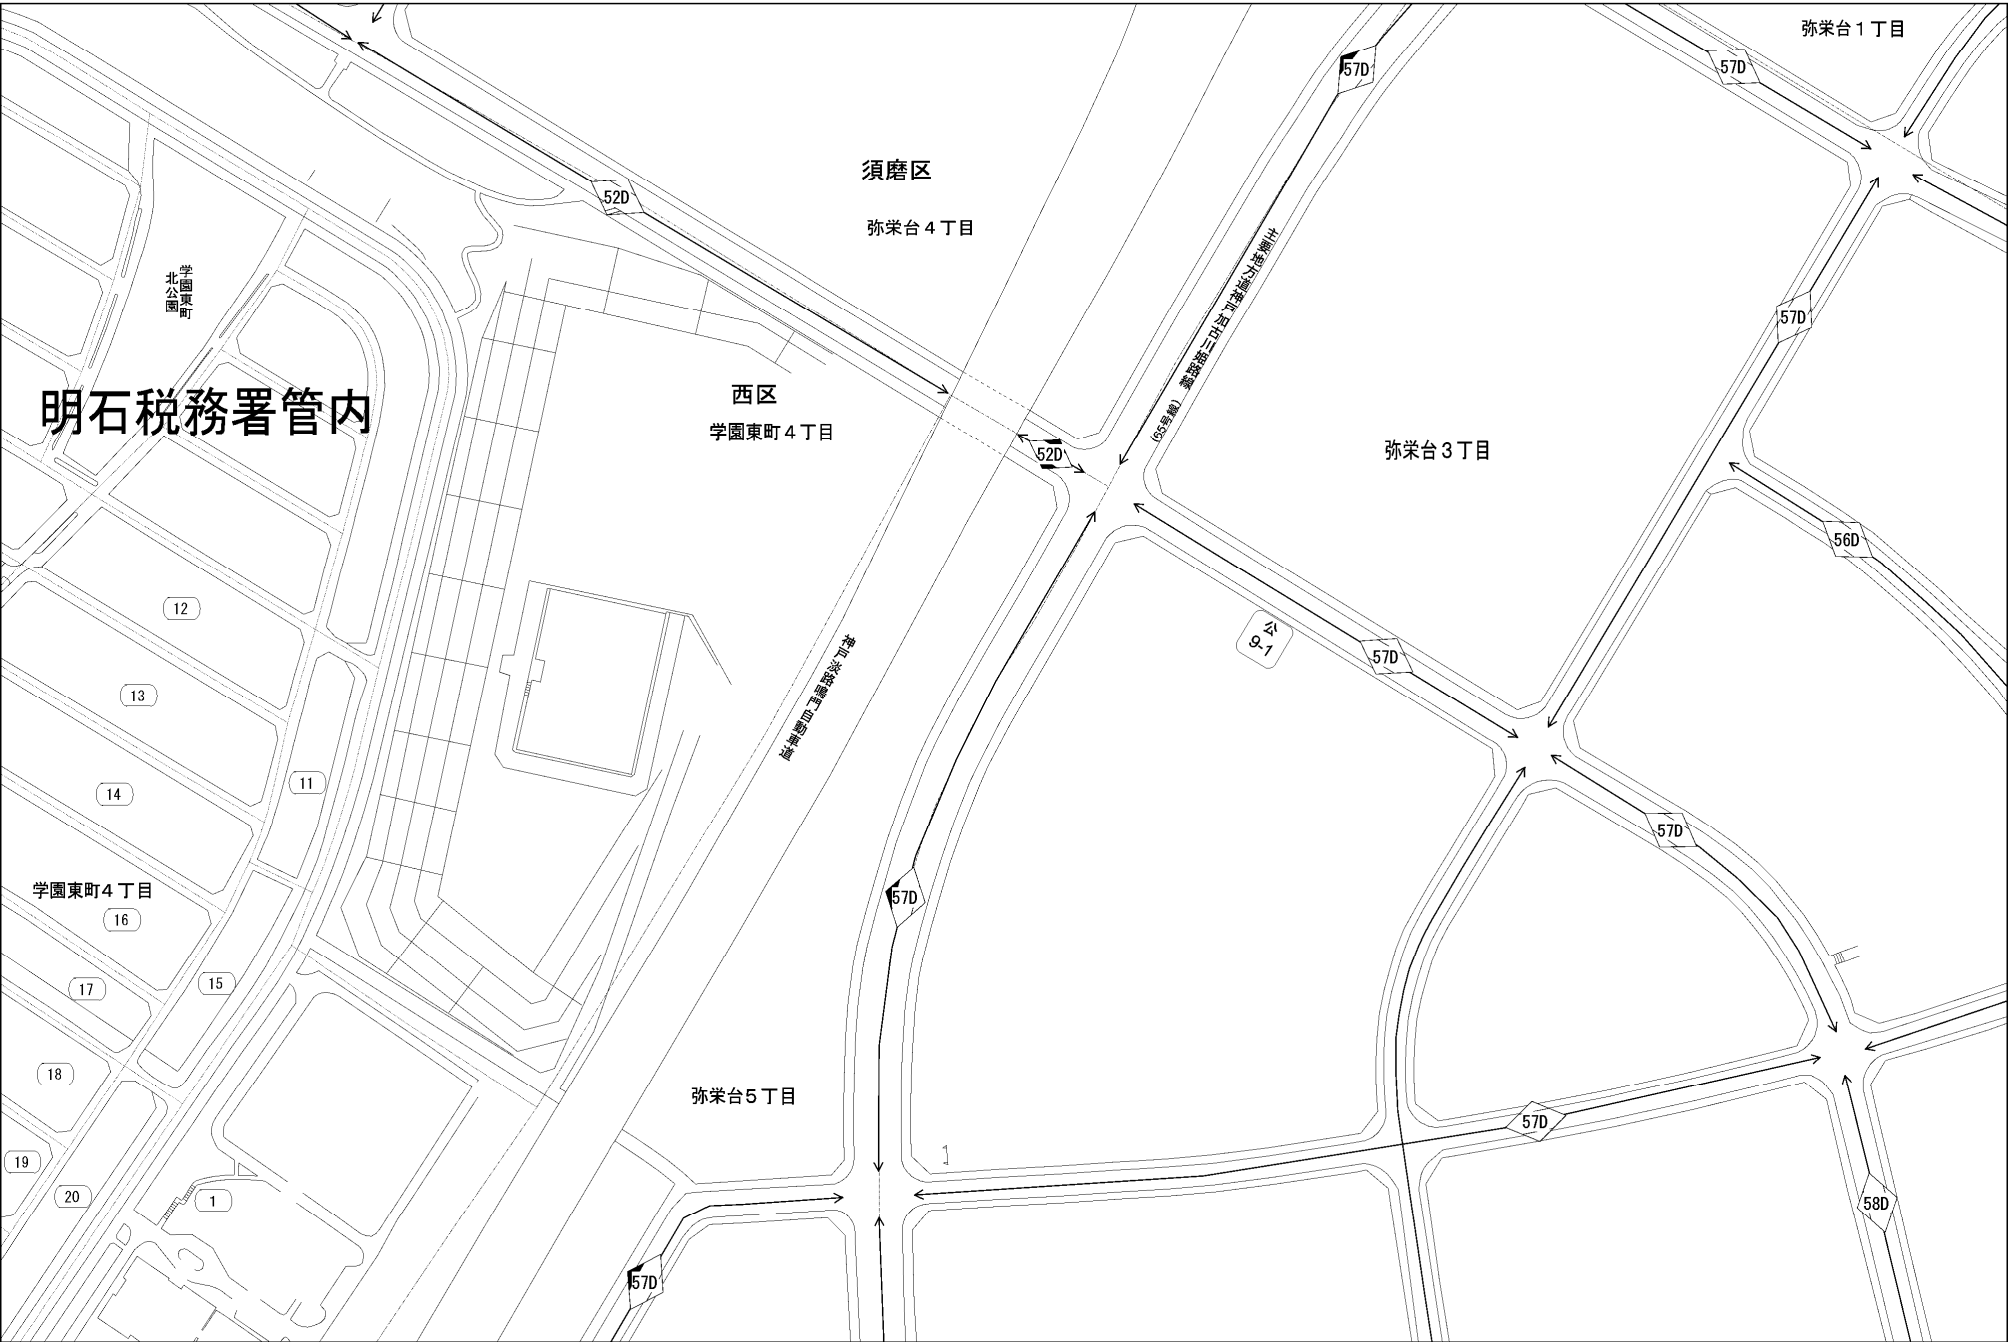 弥栄台１丁目
57D
57D
須磨区
52D
弥栄台４丁目
学園東町
北公園
主要地方道神戸加古川姫路線
(65号線)
57D
明石税務署管内
西区
学園東町４丁目
52D
弥栄台３丁目
56D
12
公
9-1
57D
神戸淡路鳴門自動車道
13
11
14
57D
学園東町４丁目
57D
16
15
17
18
弥栄台５丁目
57D
1
19
20
1
58D
57D